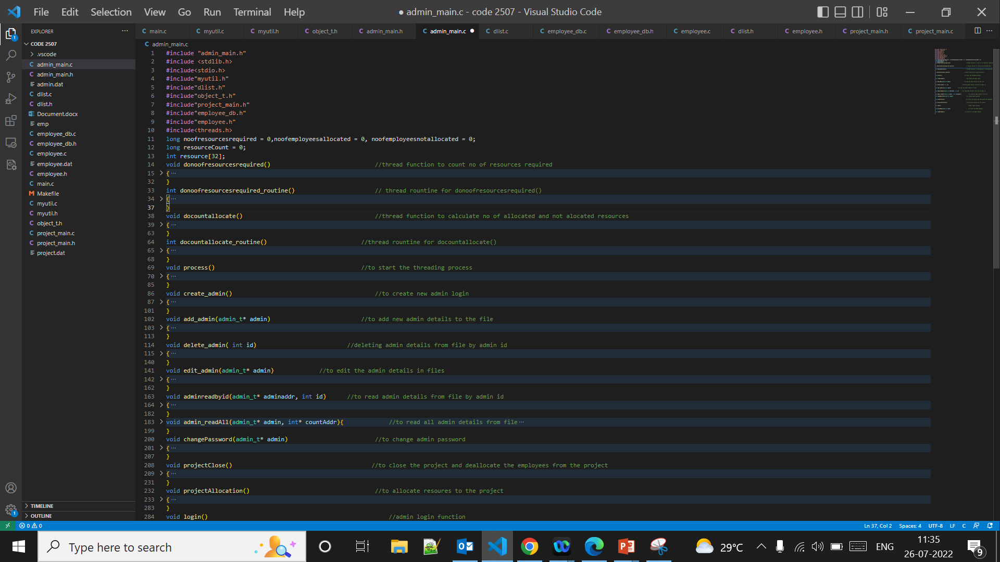 File Edit Selection View Go Run Terminal Help
● admin_main.c - code 2507 - Visual Studio Code
EXPLORER
main.c myutil.c myutil.h object_t.h admin_main.h admin_main.c dlist.c employee_db.c employee_db.h employee.c dlist.h employee.h project_main.h project_main.c
CODE 2507
.vscode
admin_main.c
admin_main.h
admin.dat
dlist.c
dlist.h
Document.docx
emp
employee_db.c
employee_db.h
employee.c
employee.dat
employee.h
main.c
Makefile
myutil.c
myutil.h
object_t.h
project_main.c
project_main.h
project.dat
TIMELINE
OUTLINE
admin_main.c
1 #include "admin_main.h"
2 #include <stdlib.h>
3 #include<stdio.h>
4 #include"myutil.h"
5 #include"dlist.h"
6 #include"object_t.h"
7 #include"project_main.h"
8 #include"employee_db.h"
9 #include"employee.h"
10 #include<threads.h>
11 long noofresourcesrequired = 0,noofemployeesallocated = 0, noofemployeesnotallocated = 0;
12 long resourceCount = 0;
13 int resource[32];
14 void donoofresourcesrequired() //thread function to count no of resources required
15 { ···
32 }
33 int donoofresourcesrequired_routine() // thread rountine for donoofresourcesrequired()
34 { ···
37 }
38 void docountallocate() //thread function to calculate no of allocated and not alocated resources
39 { ···
63 }
64 int docountallocate_routine() //thread rountine for docountallocate()
65 { ···
68 }
69 void process() //to start the threading process
70 { ···
85 }
86 void create_admin() //to create new admin login
87 { ···
101 }
102 void add_admin(admin_t* admin) //to add new admin details to the file
103 { ···
113 }
114 void delete_admin( int id) //deleting admin details from file by admin id
115 { ···
140 }
141 void edit_admin(admin_t* admin) //to edit the admin details in files
142 { ···
162 }
163 void adminreadbyid(admin_t* adminaddr, int id) //to read admin details from file by admin id
164 { ···
182 }
183 void admin_readAll(admin_t* admin, int* countAddr){ //to read all admin details from file ···
199 }
200 void changePassword(admin_t* admin) //to change admin password
201 { ···
207 }
208 void projectClose() //to close the project and deallocate the employees from the project
209 { ···
231 }
232 void projectAllocation() //to allocate resoures to the project
233 { ···
283 }
284 void login() //admin login function
0 0
Ln 37, Col 2 Spaces: 4 UTF-8 LF C
Type here to search
29°C ENG
11:35
26-07-2022
9